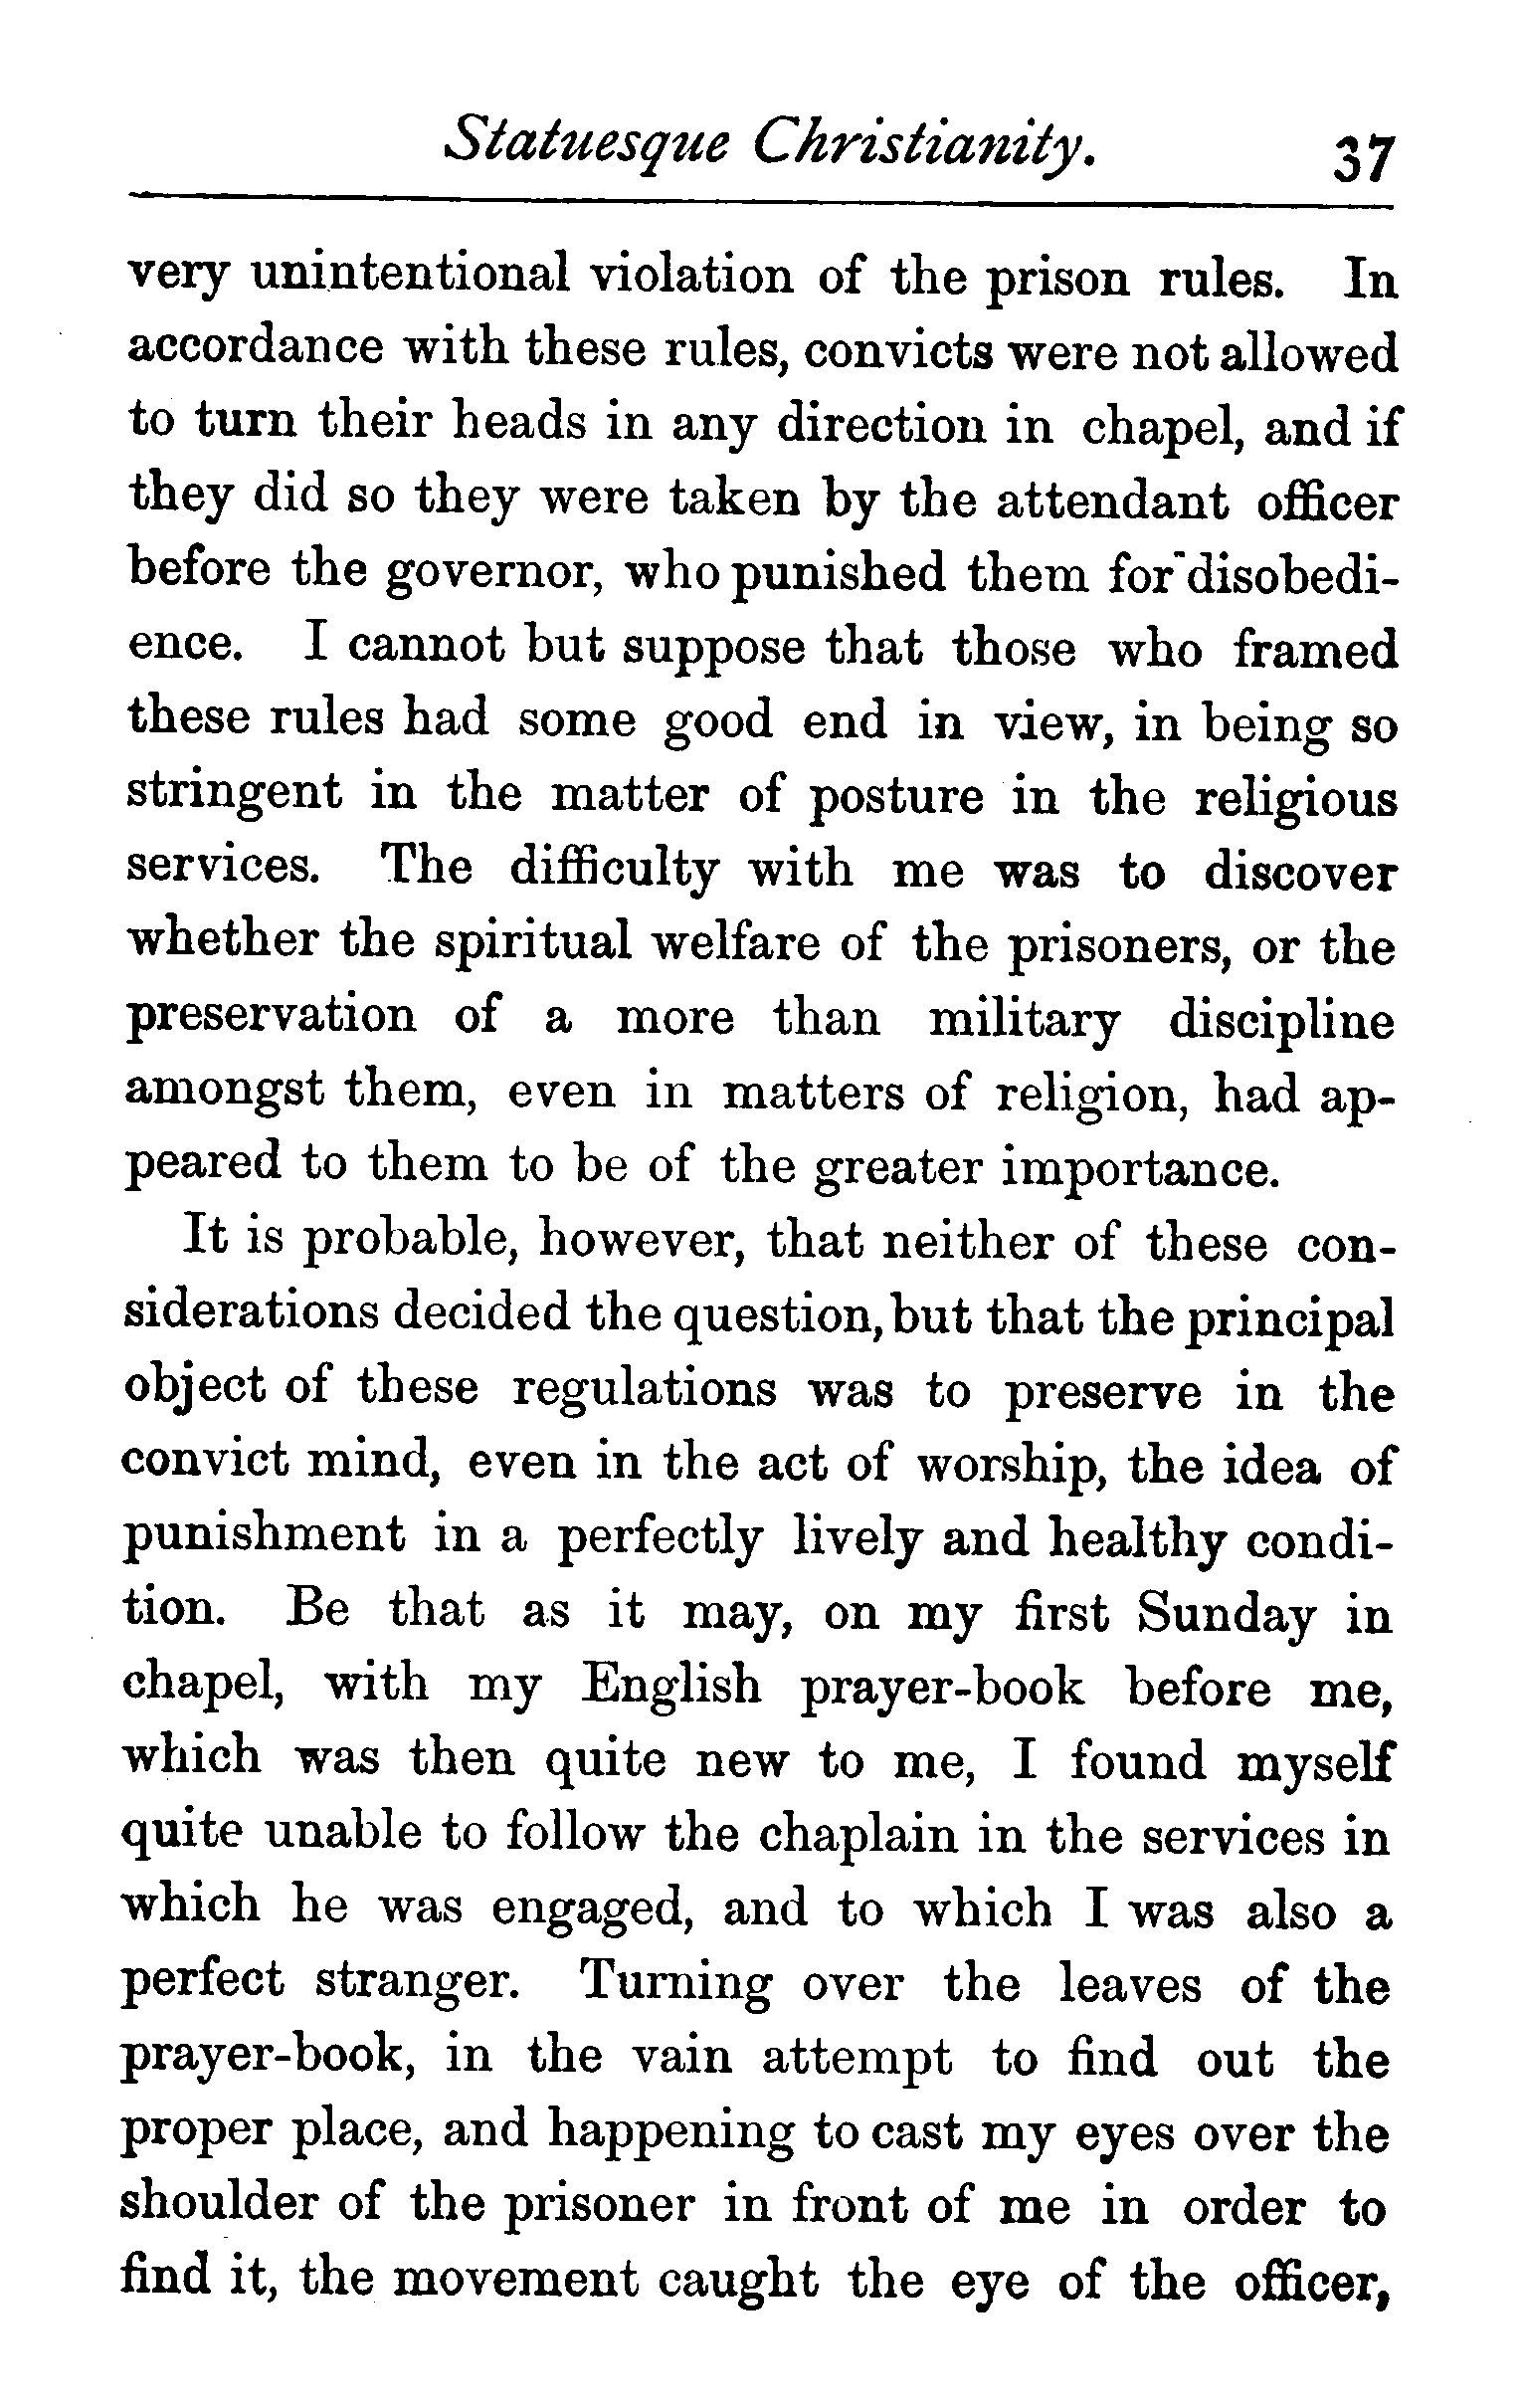 Statuesque Christianity. 37
very unintentional violation of the prison rules. In
accordance with these rules, convicts were not allowed
to turn their heads in any direction in chapel, and if
they did so they were taken by the attendant officer
before the governor, who punished them for disobedi-
ence. I cannot but suppose that those who framed
these rules had some good end in view, in being so
stringent in the matter of posture in the religious
services. The difficulty with me was to discover
whether the spiritual welfare of the prisoners, or the
preservation of a more than military discipline
amongst them, even in matters of religion, had ap-
peared to them to be of the greater importance.
It is probable, however, that neither of these con-
siderations decided the question, but that the principal
object of these regulations was to preserve in the
convict mind, even in the act of worship, the idea of
punishment in a perfectly lively and healthy condi-
tion. Be that as it may, on my first Sunday in
chapel, with my English prayer-book before me,
which was then quite new to me, I found myself
quite unable to follow the chaplain in the services in
which he was engaged, and to which I was also a
perfect stranger. Turning over the leaves of the
prayer-book, in the vain attempt to find out the
proper place, and happening to cast my eyes over the
shoulder of the prisoner in front of me in order to
find it, the movement caught the eye of the officer,